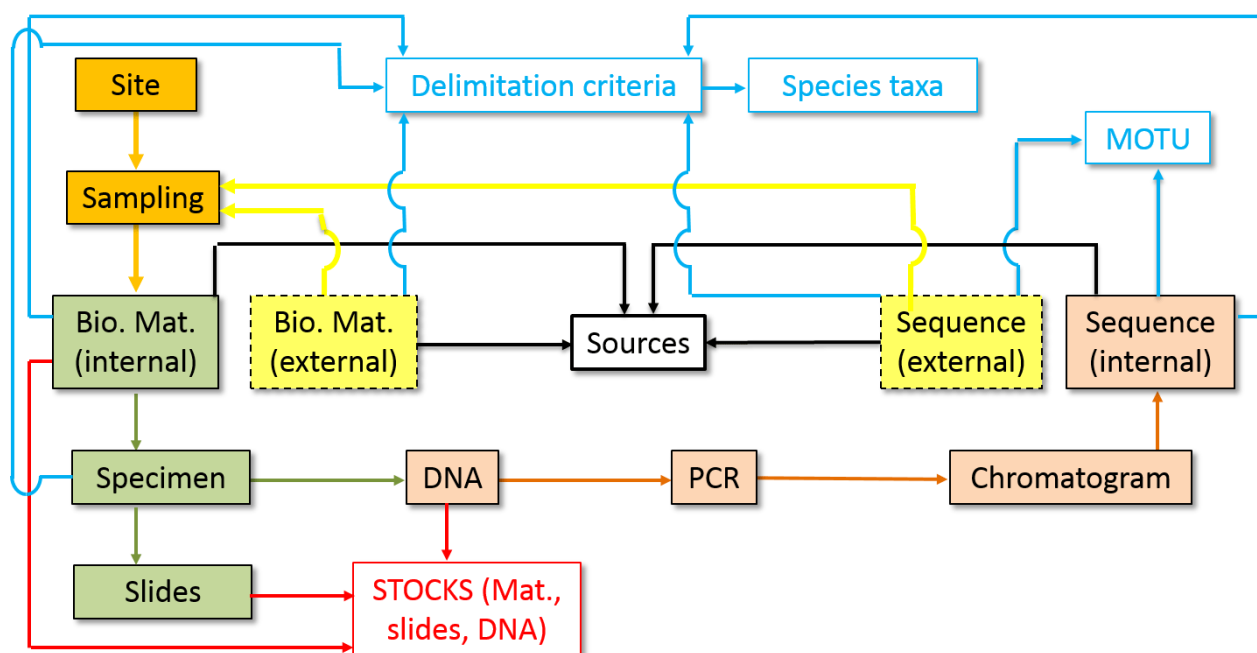 Site
Delimitation criteria
Species taxa
MOTU
Sampling
Bio. Mat.
(internal)
Bio. Mat.
(external)
Sources
Sequence
(external)
Sequence
(internal)
Specimen
DNA
PCR
Chromatogram
Slides
STOCKS (Mat.,
slides, DNA)